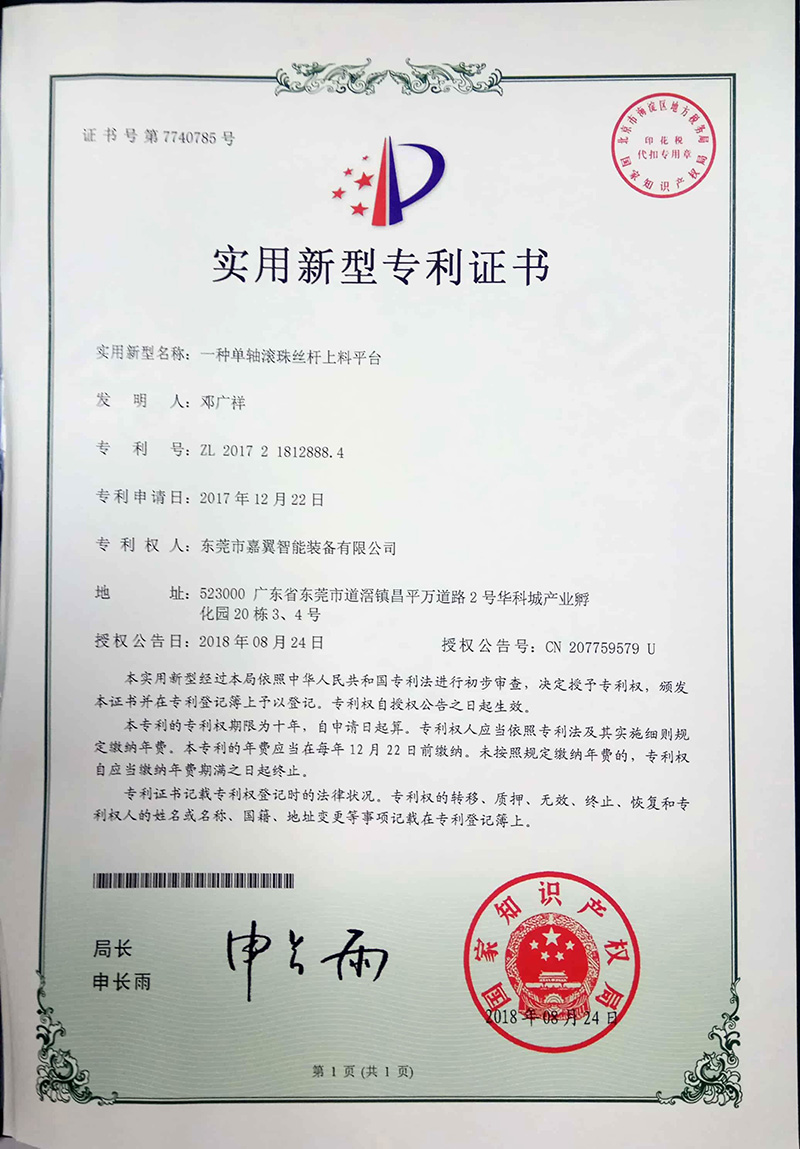 证书号第7740785号
北京市海淀区地方税务局
印花税
代扣专用章
国家知识产权局
实用新型专利证书
实用新型名称：一种单轴滚珠丝杆上料平台
发明人：邓广祥
专利号：ZL 2017 2 1812888.4
专利申请日：2017年12月22日
专利权人：东莞市嘉翼智能装备有限公司
地址：523000 广东省东莞市道滘镇昌平万道路2号华科城产业孵
化园20栋3、4号
授权公告日：2018年08月24日 授权公告号：CN 207759579 U
本实用新型经过本局依照中华人民共和国专利法进行初步审查，决定授予专利权，颁发
本证书并在专利登记簿上予以登记。专利权自授权公告之日起生效。
本专利的专利权期限为十年，自申请日起算。专利权人应当依照专利法及其实施细则规
定缴纳年费。本专利的年费应当在每年12月22日前缴纳。未按照规定缴纳年费的，专利权
自应当缴纳年费期满之日起终止。
专利证书记载专利权登记时的法律状况。专利权的转移、质押、无效、终止、恢复和专
利权人的姓名或名称、国籍、地址变更等事项记载在专利登记簿上。
局长
申长雨
申长雨
国家知识产权局
2018年08月24日
第1页(共1页)